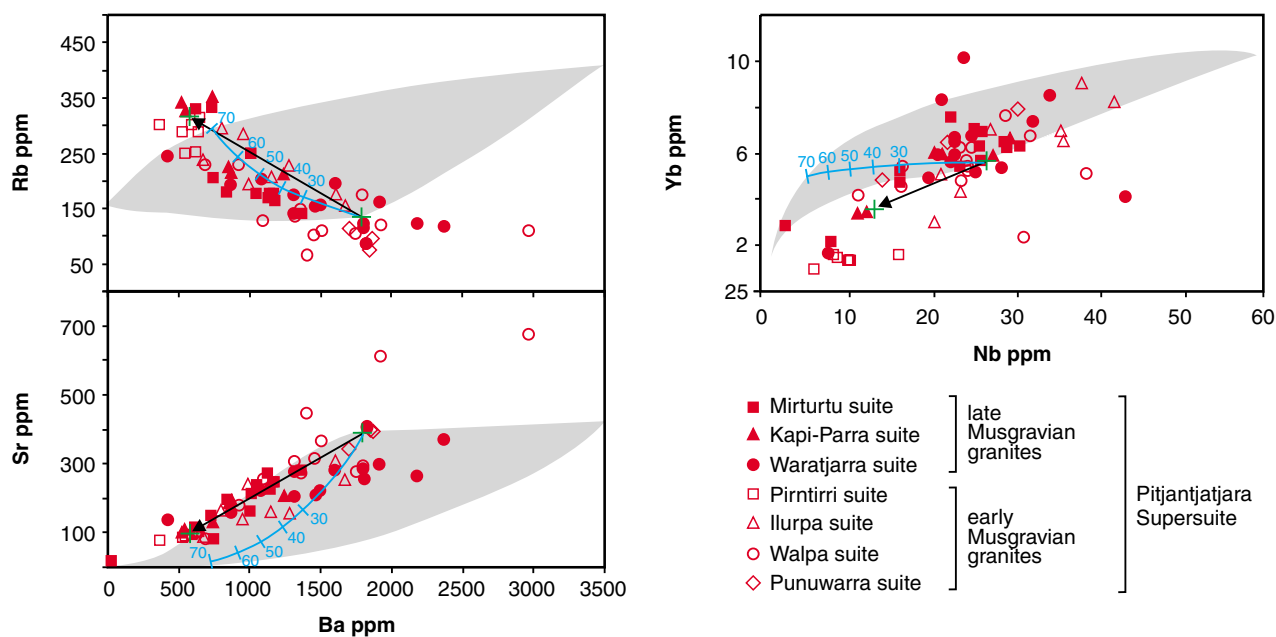 450
350
250
150
50
Rb ppm
70
60
50
40
30
700
500
300
100
Sr ppm
70
60
50
40
30
0
500
1000
1500
2000
2500
3000
3500
Ba ppm
10
6
2
25
Yb ppm
70
60
50
40
30
0
10
20
30
40
50
60
Nb ppm
Mirturtu suite
Kapi-Parra suite
Waratjarra suite
late
Musgravian
granites
Pirntirri suite
Ilurpa suite
Walpa suite
Punuwarra suite
early
Musgravian
granites
Pitjantjatjara
Supersuite